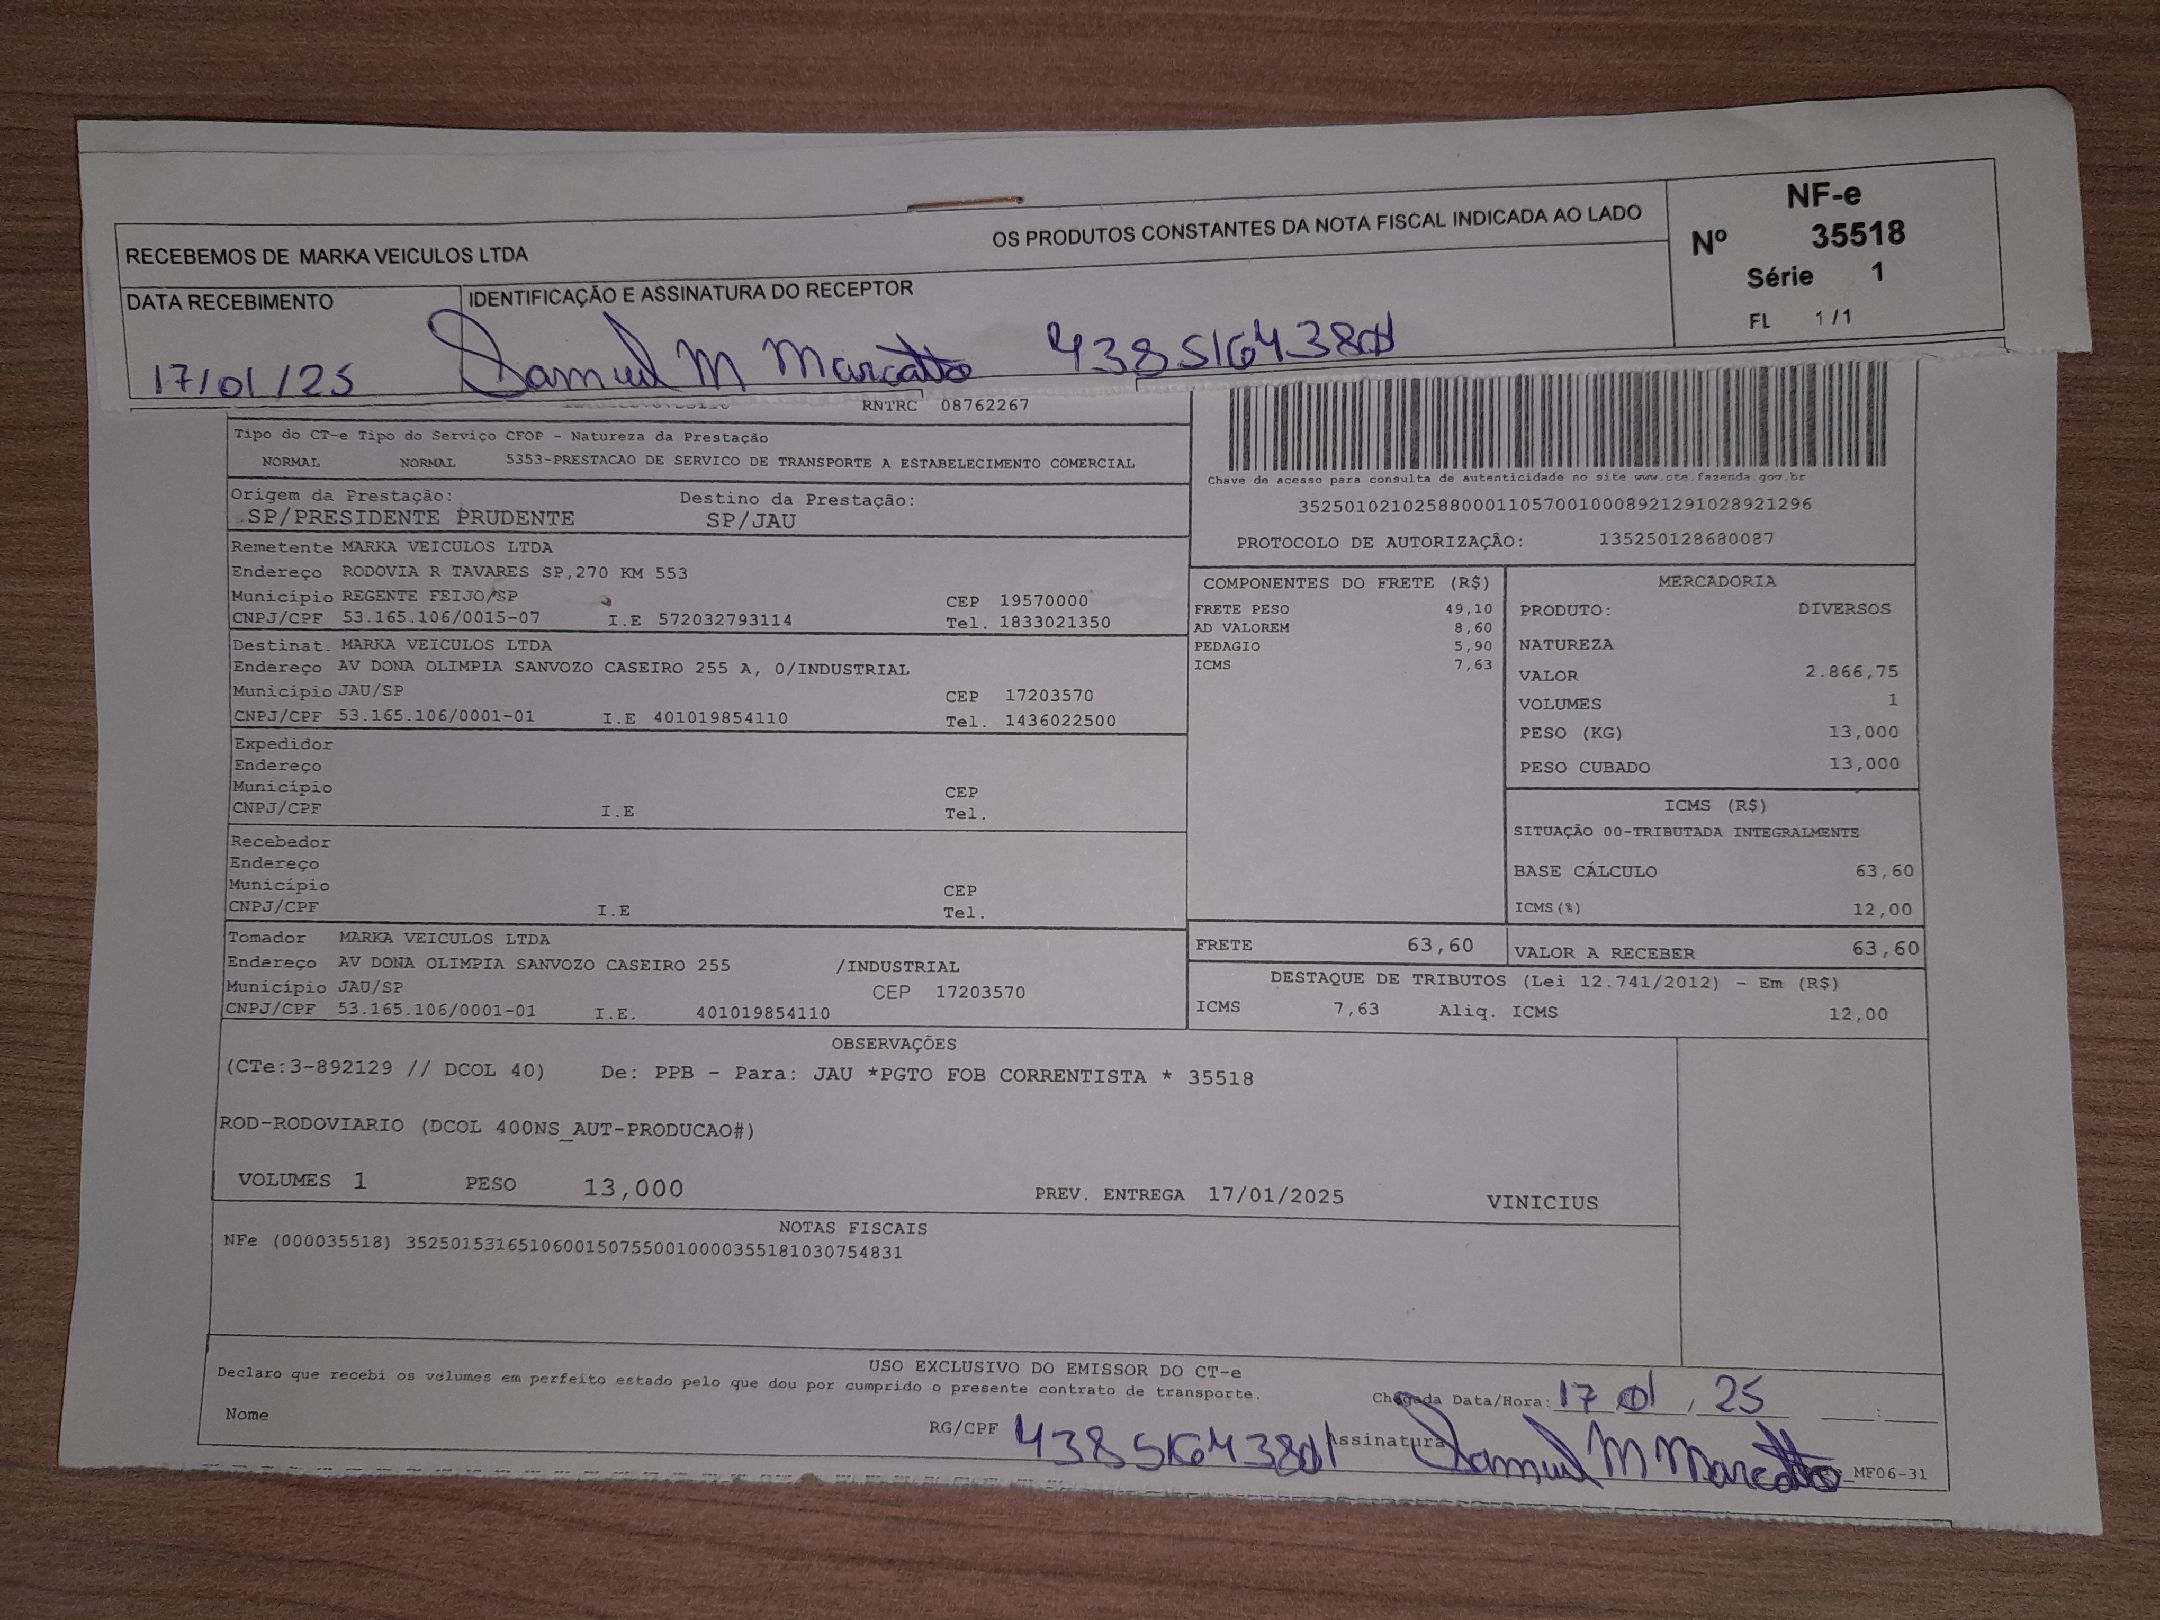 RECEBEMOS DE MARKA VEICULOS LTDA OS PRODUTOS CONSTANTES DA NOTA FISCAL INDICADA AO LADO
NF-e
Nº 35518
Série 1
FL 1/1
DATA RECEBIMENTO IDENTIFICAÇÃO E ASSINATURA DO RECEPTOR
17/01/25 Samuel M Marcatto 43851643801
RNTRC 08762267
Tipo do CT-e Tipo do Serviço CFOP - Natureza da Prestação
NORMAL NORMAL 5353-PRESTACAO DE SERVICO DE TRANSPORTE A ESTABELECIMENTO COMERCIAL
Origem da Prestação: Destino da Prestação:
SP/PRESIDENTE PRUDENTE SP/JAU
Chave de acesso para consulta de autenticidade no site www.cte.fazenda.gov.br
35250102102588000110570010008921291028921296
PROTOCOLO DE AUTORIZAÇÃO: 135250128680087
Remetente MARKA VEICULOS LTDA
Endereço RODOVIA R TAVARES SP,270 KM 553
Município REGENTE FEIJO/SP CEP 19570000
CNPJ/CPF 53.165.106/0015-07 I.E 572032793114 Tel. 1833021350
Destinat. MARKA VEICULOS LTDA
Endereço AV DONA OLIMPIA SANVOZO CASEIRO 255 A, 0/INDUSTRIAL
Município JAU/SP CEP 17203570
CNPJ/CPF 53.165.106/0001-01 I.E 401019854110 Tel. 1436022500
Expedidor
Endereço
Município CEP
CNPJ/CPF I.E Tel.
Recebedor
Endereço
Município CEP
CNPJ/CPF I.E Tel.
Tomador MARKA VEICULOS LTDA
Endereço AV DONA OLIMPIA SANVOZO CASEIRO 255 /INDUSTRIAL
Município JAU/SP CEP 17203570
CNPJ/CPF 53.165.106/0001-01 I.E. 401019854110
COMPONENTES DO FRETE (R$)
FRETE PESO 49,10
AD VALOREM 8,60
PEDAGIO 5,90
ICMS 7,63
MERCADORIA
PRODUTO: DIVERSOS
NATUREZA
VALOR 2.866,75
VOLUMES 1
PESO (KG) 13,000
PESO CUBADO 13,000
ICMS (R$)
SITUAÇÃO 00-TRIBUTADA INTEGRALMENTE
BASE CÁLCULO 63,60
ICMS(%) 12,00
FRETE 63,60 VALOR A RECEBER 63,60
DESTAQUE DE TRIBUTOS (Lei 12.741/2012) - Em (R$)
ICMS 7,63 Aliq. ICMS 12,00
OBSERVAÇÕES
(CTe:3-892129 // DCOL 40) De: PPB - Para: JAU *PGTO FOB CORRENTISTA * 35518
ROD-RODOVIARIO (DCOL 400NS_AUT-PRODUCAO#)
VOLUMES 1 PESO 13,000 PREV. ENTREGA 17/01/2025 VINICIUS
NOTAS FISCAIS
NFe (000035518) 35250153165106001507550010000355181030754831
USO EXCLUSIVO DO EMISSOR DO CT-e
Declaro que recebi os volumes em perfeito estado pelo que dou por cumprido o presente contrato de transporte.
Chegada Data/Hora: 17 01 / 25 :
Nome RG/CPF 43851643801 Assinatura Samuel M Marcatto _MF06-31